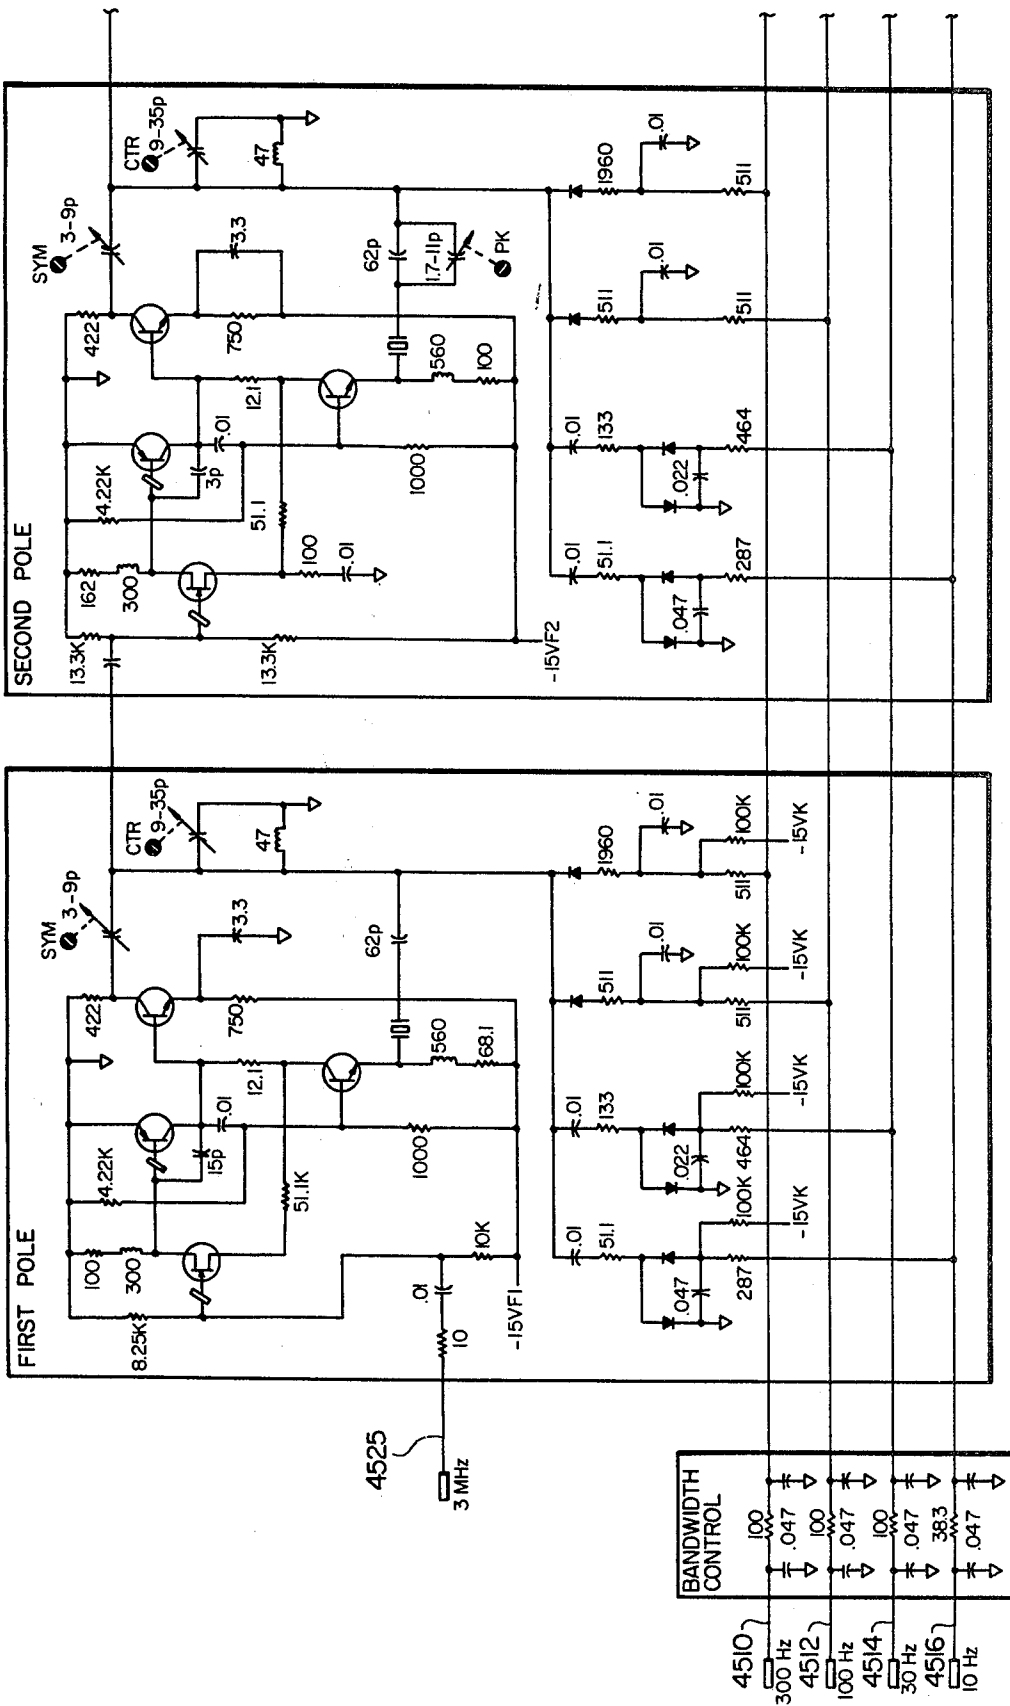 FIRST POLE
8.25K
100
300
4.22K
15p
.01
422
SYM
3-9p
CTR
9-35p
47
750
3.3
12.1
51.1K
1000
10K
.01
10
4525
3 MHz
-15VF1
560
68.1
62p
.01
51.1
.047
287
100K
-15VK
.01
133
.022
464
100K
-15VK
511
.01
100K
511
-15VK
1960
.01
100K
511
-15VK
SECOND POLE
13.3K
162
300
4.22K
3p
.01
422
SYM
3-9p
CTR
9-35p
47
750
3.3
12.1
51.1
100
.01
13.3K
-15VF2
1000
560
100
62p
1.7-11p
PK
.01
51.1
.047
287
.01
133
.022
464
511
.01
511
1960
.01
511
BANDWIDTH
CONTROL
4510
300 Hz
100
.047
4512
100 Hz
100
.047
4514
30 Hz
100
.047
4516
10 Hz
38.3
.047